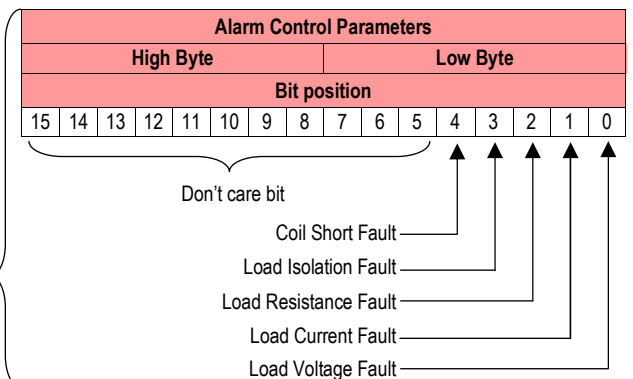 Alarm Control Parameters
High Byte Low Byte
Bit position
15 14 13 12 11 10 9 8 7 6 5 4 3 2 1 0
Don't care bit
Coil Short Fault
Load Isolation Fault
Load Resistance Fault
Load Current Fault
Load Voltage Fault